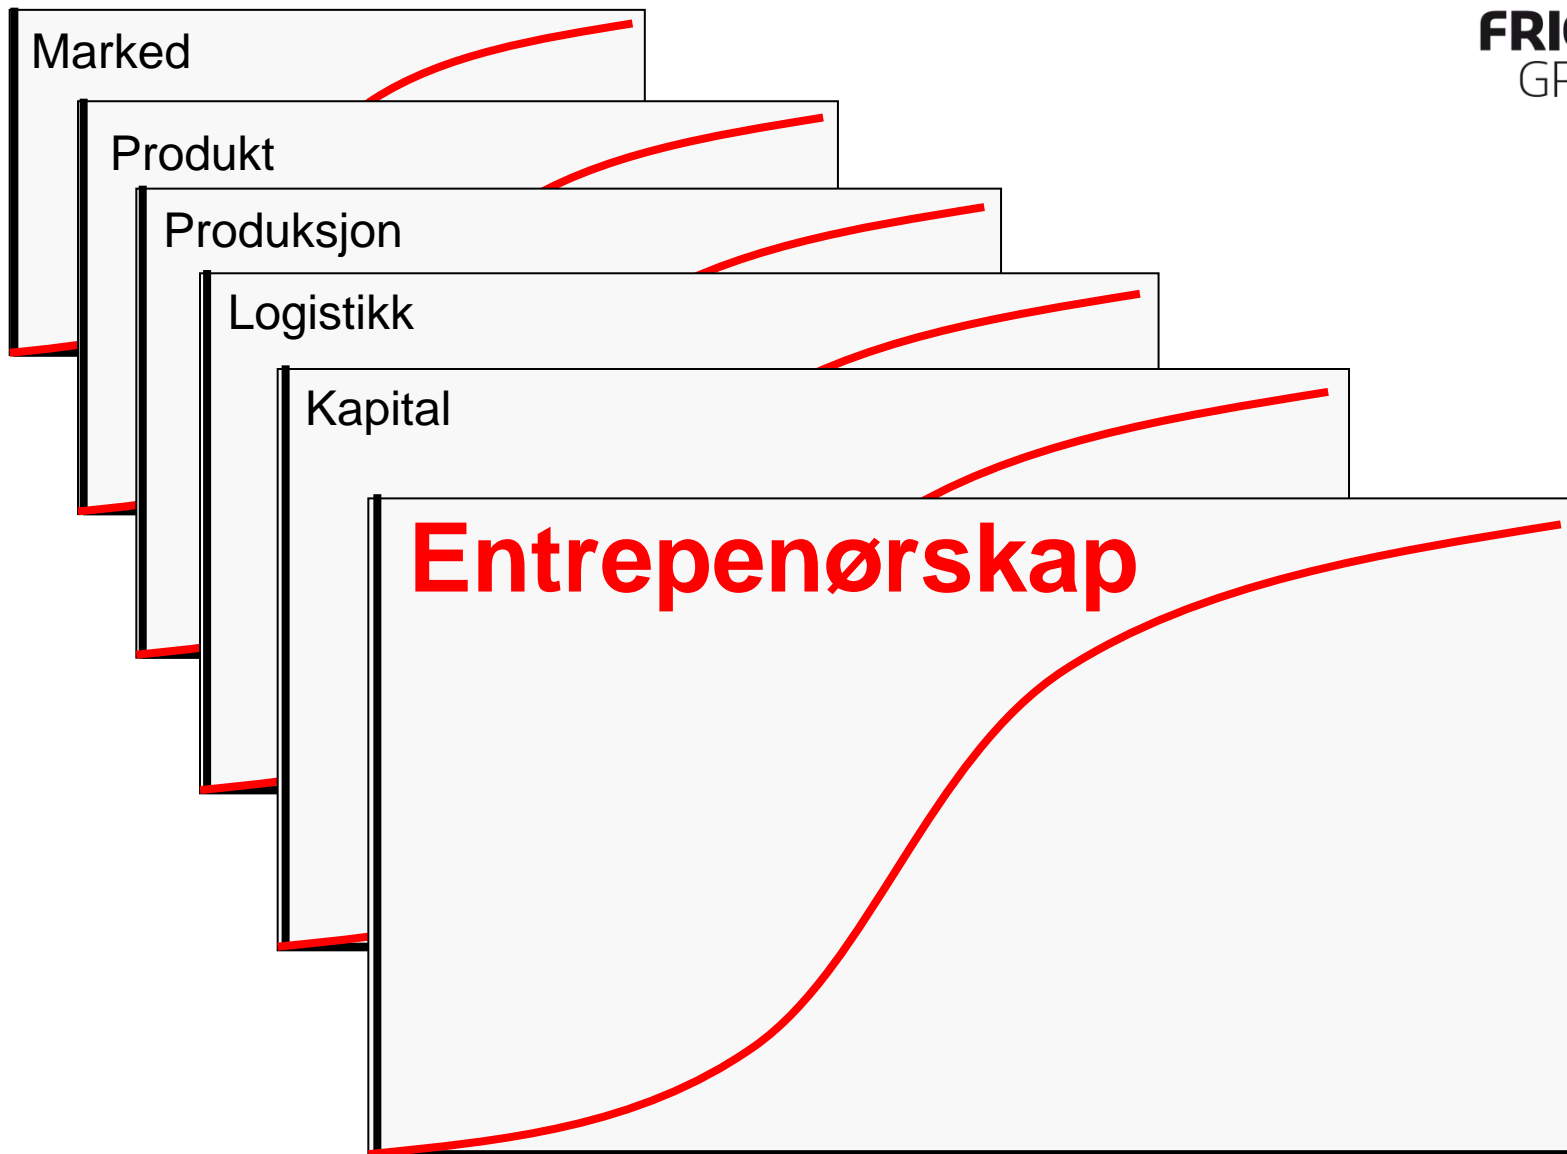 Marked
Produkt
Produksjon
Logistikk
Kapital
Entrepenørskap